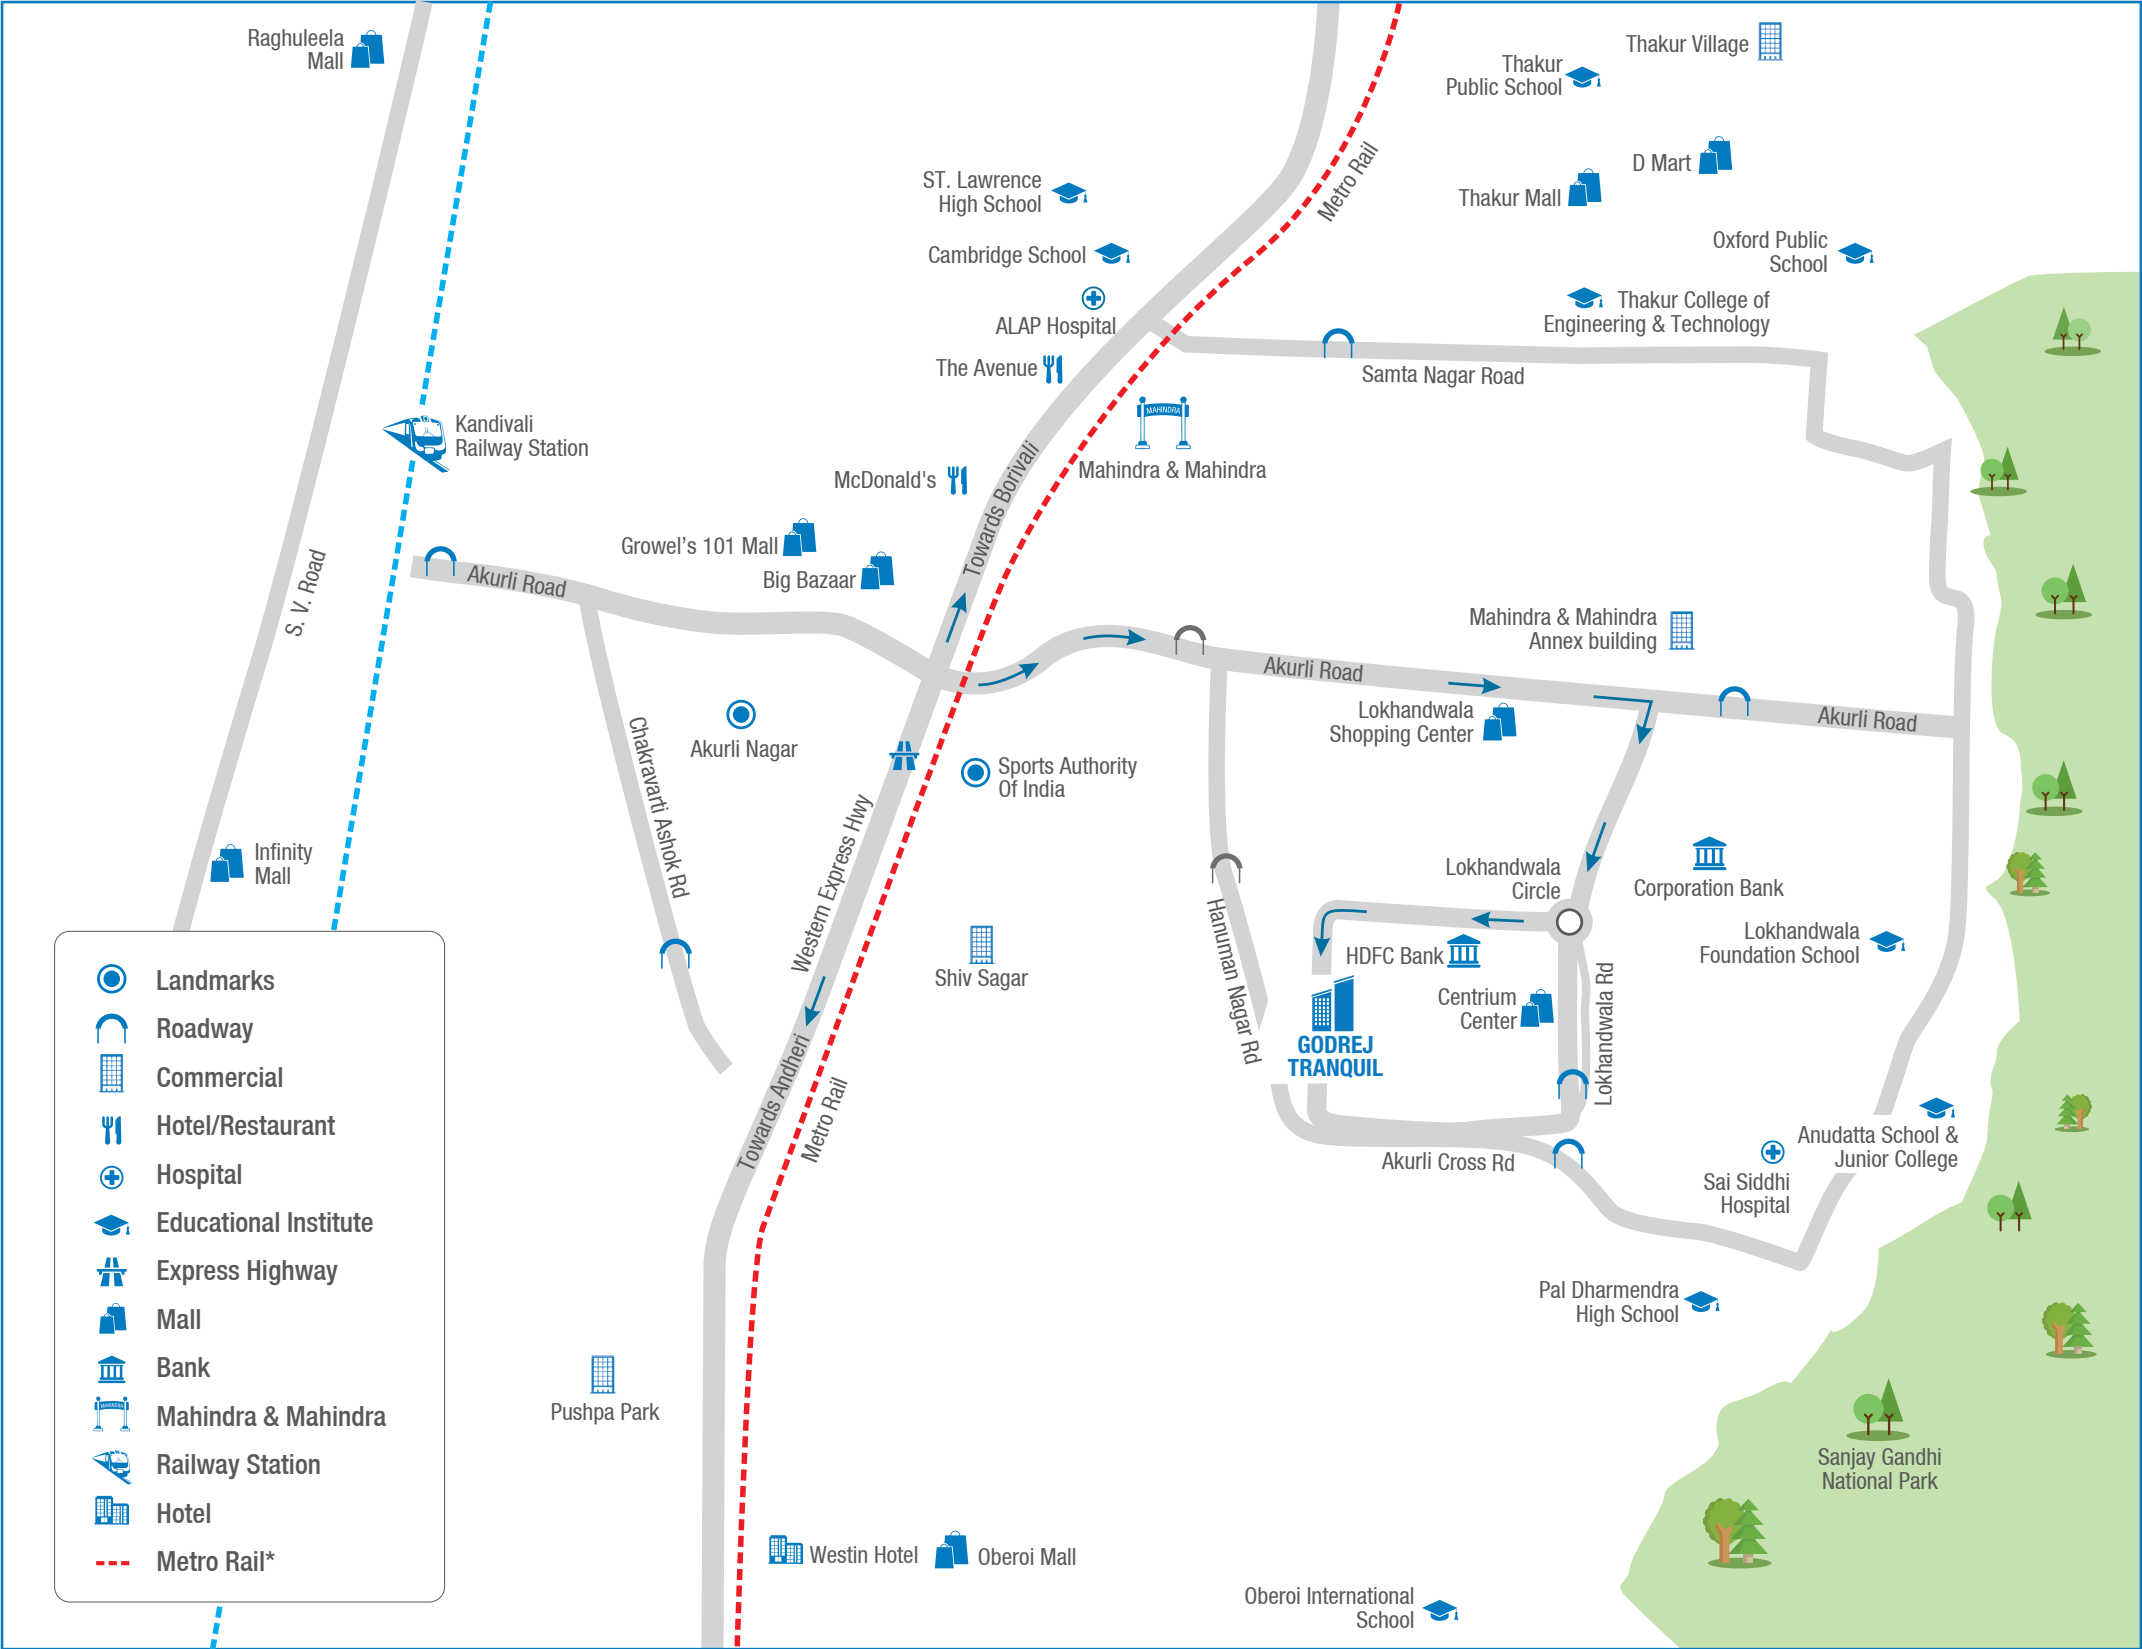 Raghuleela
Mall
Thakur Village
Thakur
Public School
D Mart
Thakur Mall
Metro Rail
ST. Lawrence
High School
Cambridge School
Oxford Public
School
ALAP Hospital
Thakur College of
Engineering & Technology
The Avenue
Samta Nagar Road
Kandivali
Railway Station
MAHINDRA
Mahindra & Mahindra
McDonald's
Towards Borivali
Growel's 101 Mall
Big Bazaar
Akurli Road
S. V. Road
Mahindra & Mahindra
Annex building
Akurli Road
Lokhandwala
Shopping Center
Akurli Road
Akurli Nagar
Chakravarti Ashok Rd
Sports Authority
Of India
Western Express Hwy
Infinity
Mall
Lokhandwala
Circle
Corporation Bank
Hanuman Nagar Rd
HDFC Bank
Lokhandwala
Foundation School
Shiv Sagar
Centrium
Center
Lokhandwala Rd
GODREJ
TRANQUIL
Towards Andheri
Metro Rail
Akurli Cross Rd
Anudatta School &
Junior College
Sai Siddhi
Hospital
Pal Dharmendra
High School
Pushpa Park
Sanjay Gandhi
National Park
Westin Hotel
Oberoi Mall
Oberoi International
School
Landmarks
Roadway
Commercial
Hotel/Restaurant
Hospital
Educational Institute
Express Highway
Mall
Bank
MAHINDRA
Mahindra & Mahindra
Railway Station
Hotel
Metro Rail*